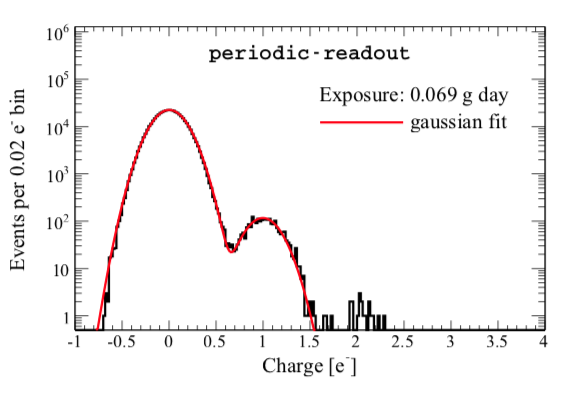 periodic-readout
Exposure: 0.069 g day
gaussian fit
Events per 0.02 e⁻ bin
10⁶
10⁵
10⁴
10³
10²
10
1
-1 -0.5 0 0.5 1 1.5 2 2.5 3 3.5 4
Charge [e⁻]